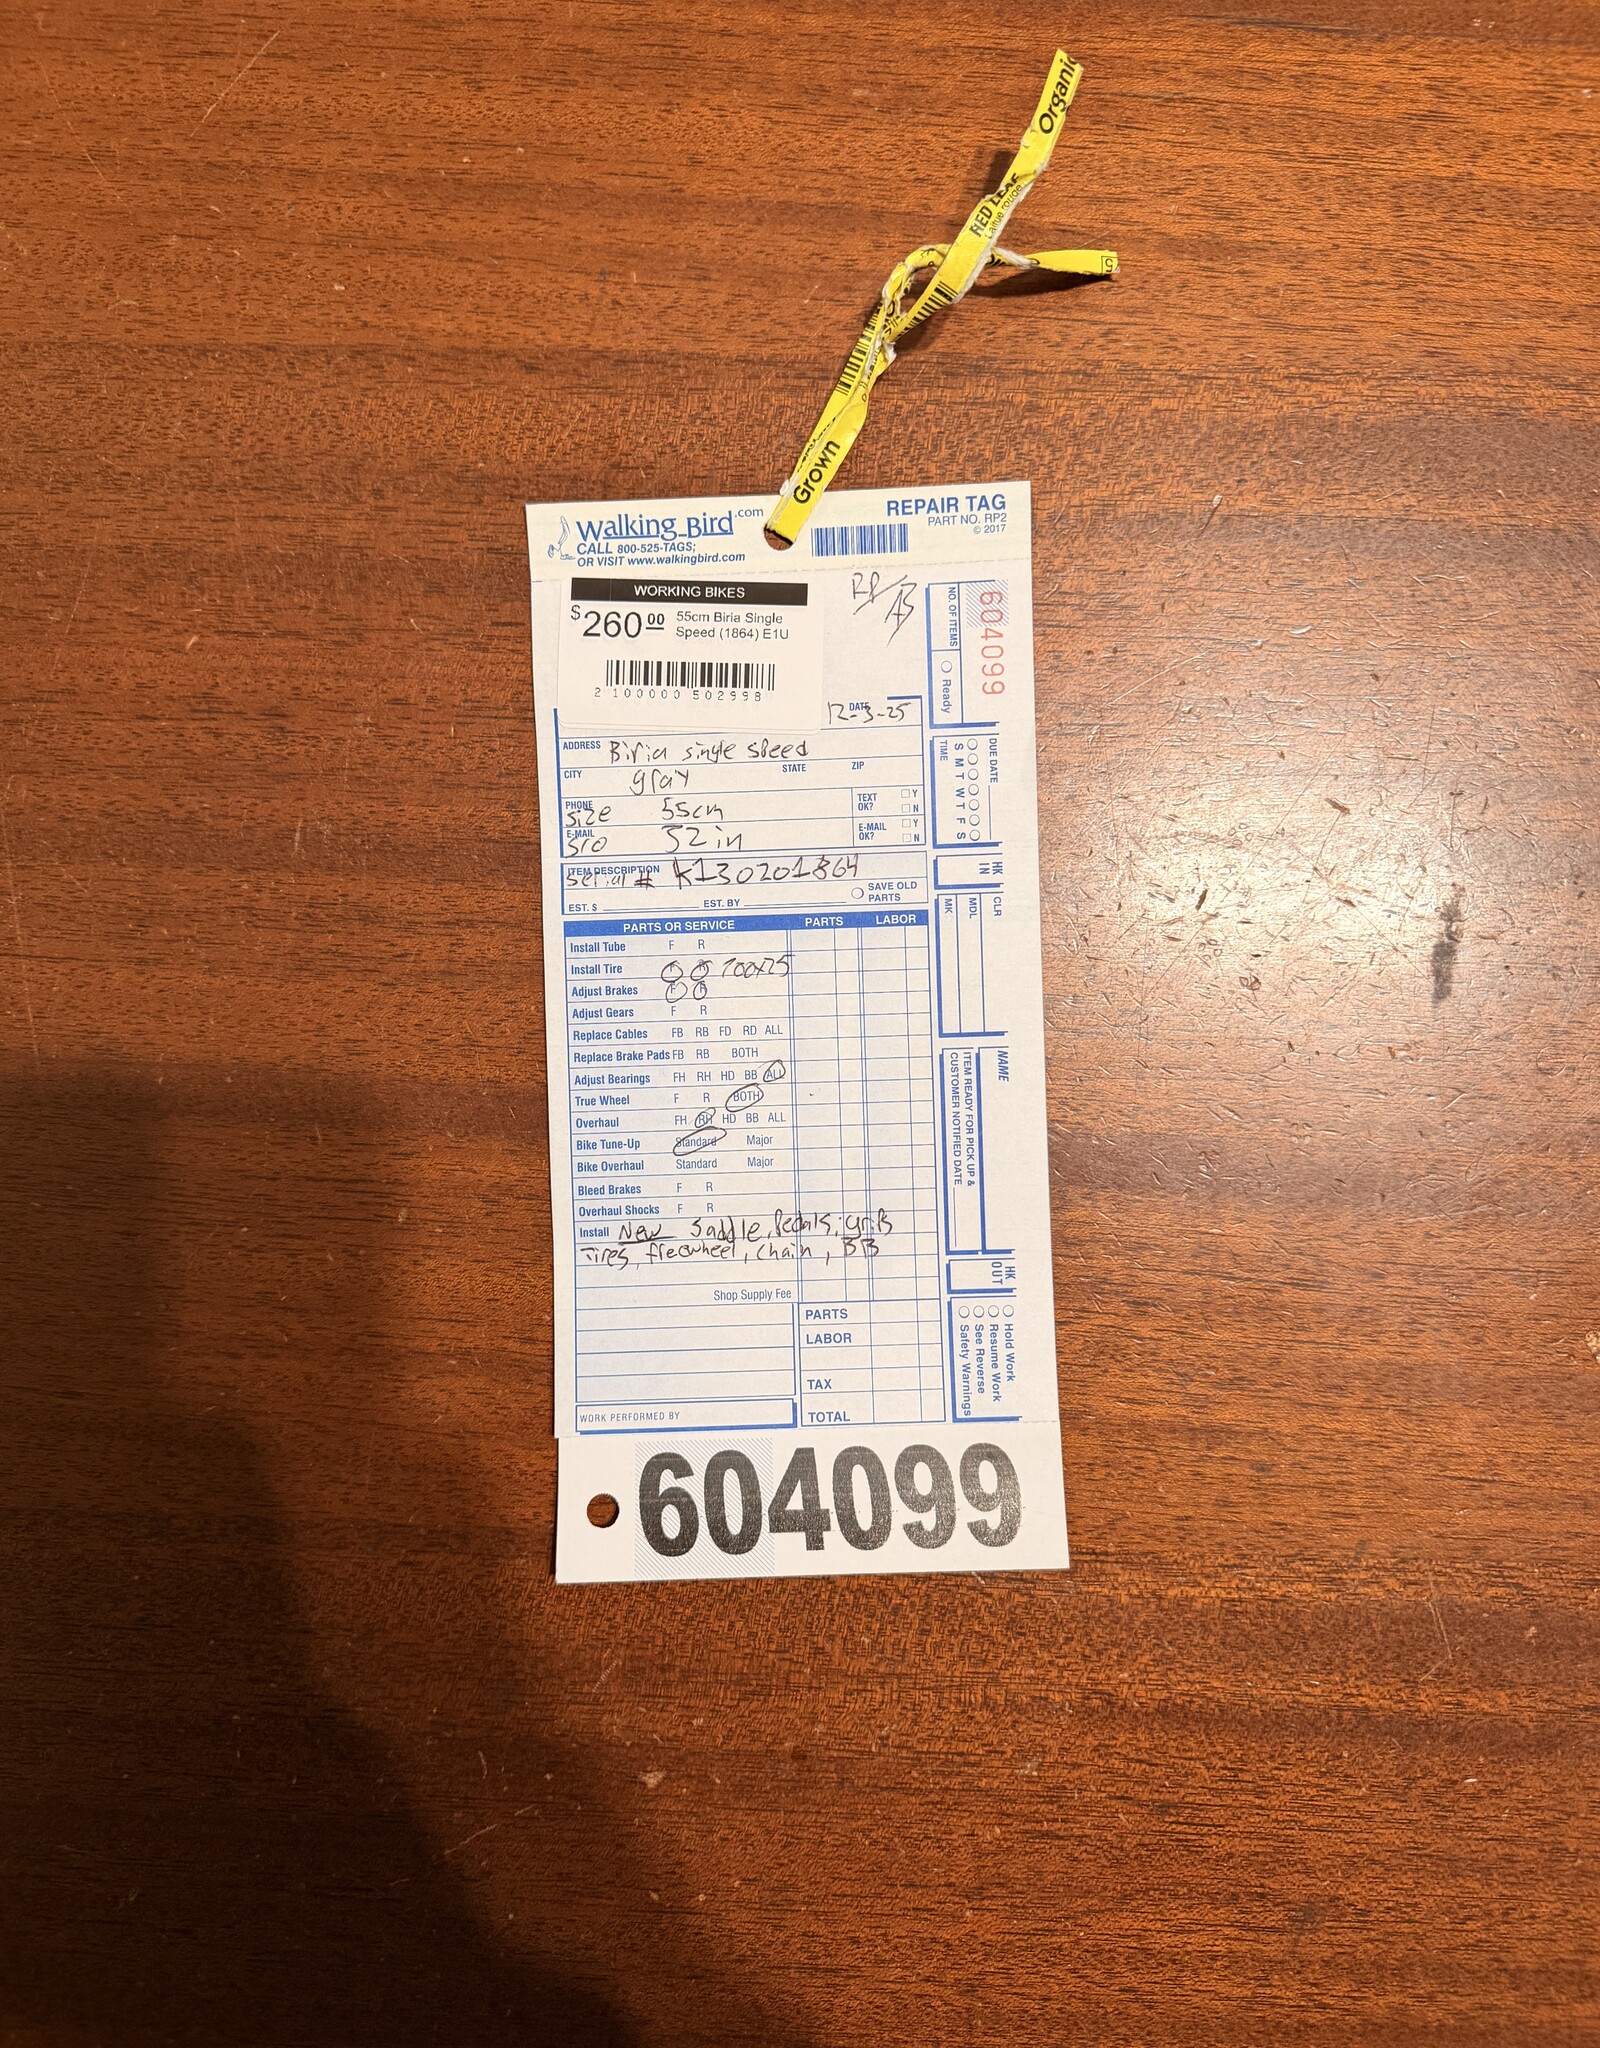 Organic
RED LEAF
Laitue rouge
5
Grown
Walking Bird.com
CALL 800-525-TAGS;
OR VISIT www.walkingbird.com
REPAIR TAG
PART NO. RP2
© 2017
WORKING BIKES
$260.00 55cm Biria Single
Speed (1864) E1U
2 100000 502998
RP/AB
DATE 12-3-25
ADDRESS Biria single speed
CITY gray STATE ZIP
PHONE size 55cm TEXT OK? Y N
E-MAIL S/O 32 in E-MAIL OK? Y N
ITEM DESCRIPTION serial # K130201864
EST. $ EST. BY SAVE OLD PARTS
PARTS OR SERVICE PARTS LABOR
Install Tube F R
Install Tire F R 700x25
Adjust Brakes F R
Adjust Gears F R
Replace Cables FB RB FD RD ALL
Replace Brake Pads FB RB BOTH
Adjust Bearings FH RH HD BB ALL
True Wheel F R BOTH
Overhaul FH RH HD BB ALL
Bike Tune-Up Standard Major
Bike Overhaul Standard Major
Bleed Brakes F R
Overhaul Shocks F R
Install New saddle, Pedals, grips
Tires, freewheel, chain, BB
Shop Supply Fee
PARTS
LABOR
TAX
TOTAL
WORK PERFORMED BY
604099
NO. OF ITEMS
Ready
604099
DUE DATE
S M T W T F S
TIME
HK IN
CLR
MDL
MK
NAME
ITEM READY FOR PICK UP &
CUSTOMER NOTIFIED DATE
HK OUT
Hold Work
Resume Work
See Reverse
Safety Warnings